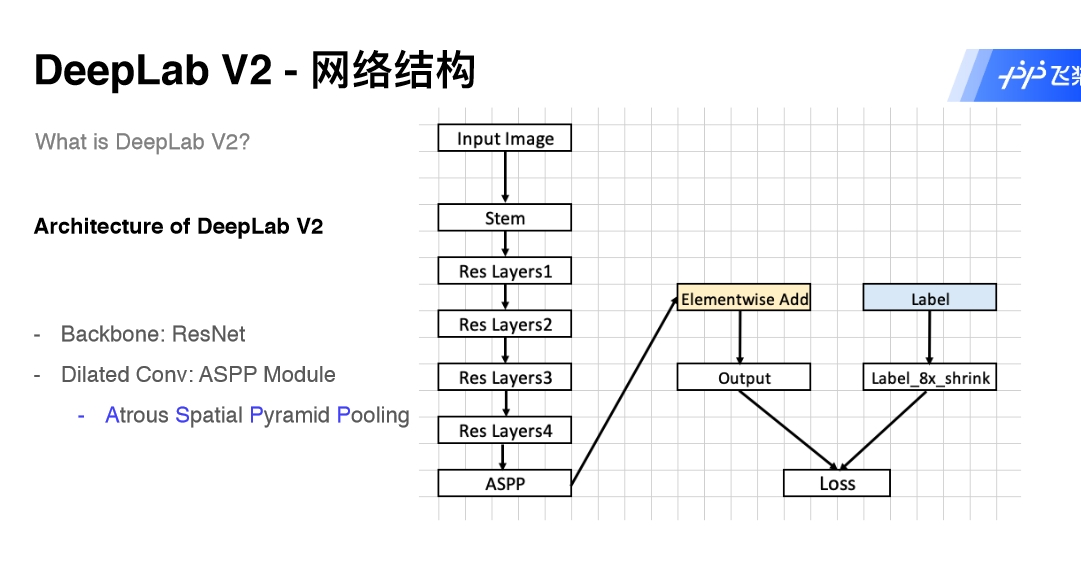 DeepLab V2 - 网络结构
飞桨
What is DeepLab V2?
Architecture of DeepLab V2
- Backbone: ResNet
- Dilated Conv: ASPP Module
- Atrous Spatial Pyramid Pooling
Input Image
Stem
Res Layers1
Res Layers2
Res Layers3
Res Layers4
ASPP
Elementwise Add
Label
Output
Label_8x_shrink
Loss